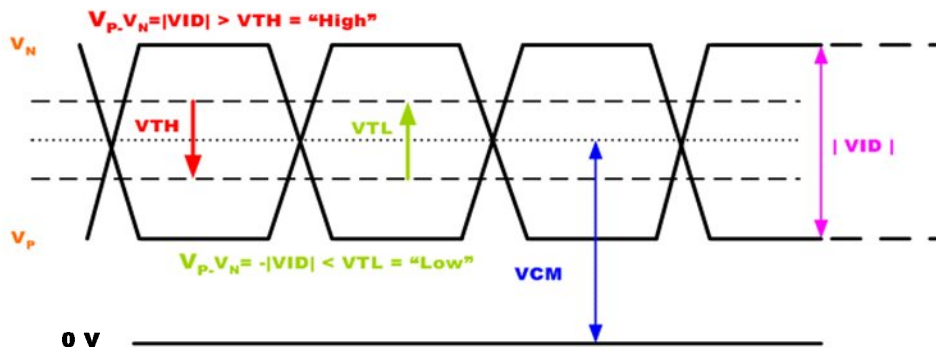 VP-VN=|VID| > VTH = “High”
VN
VTH
VTL
| VID |
VP
VP-VN= -|VID| < VTL = “Low”
VCM
0 V